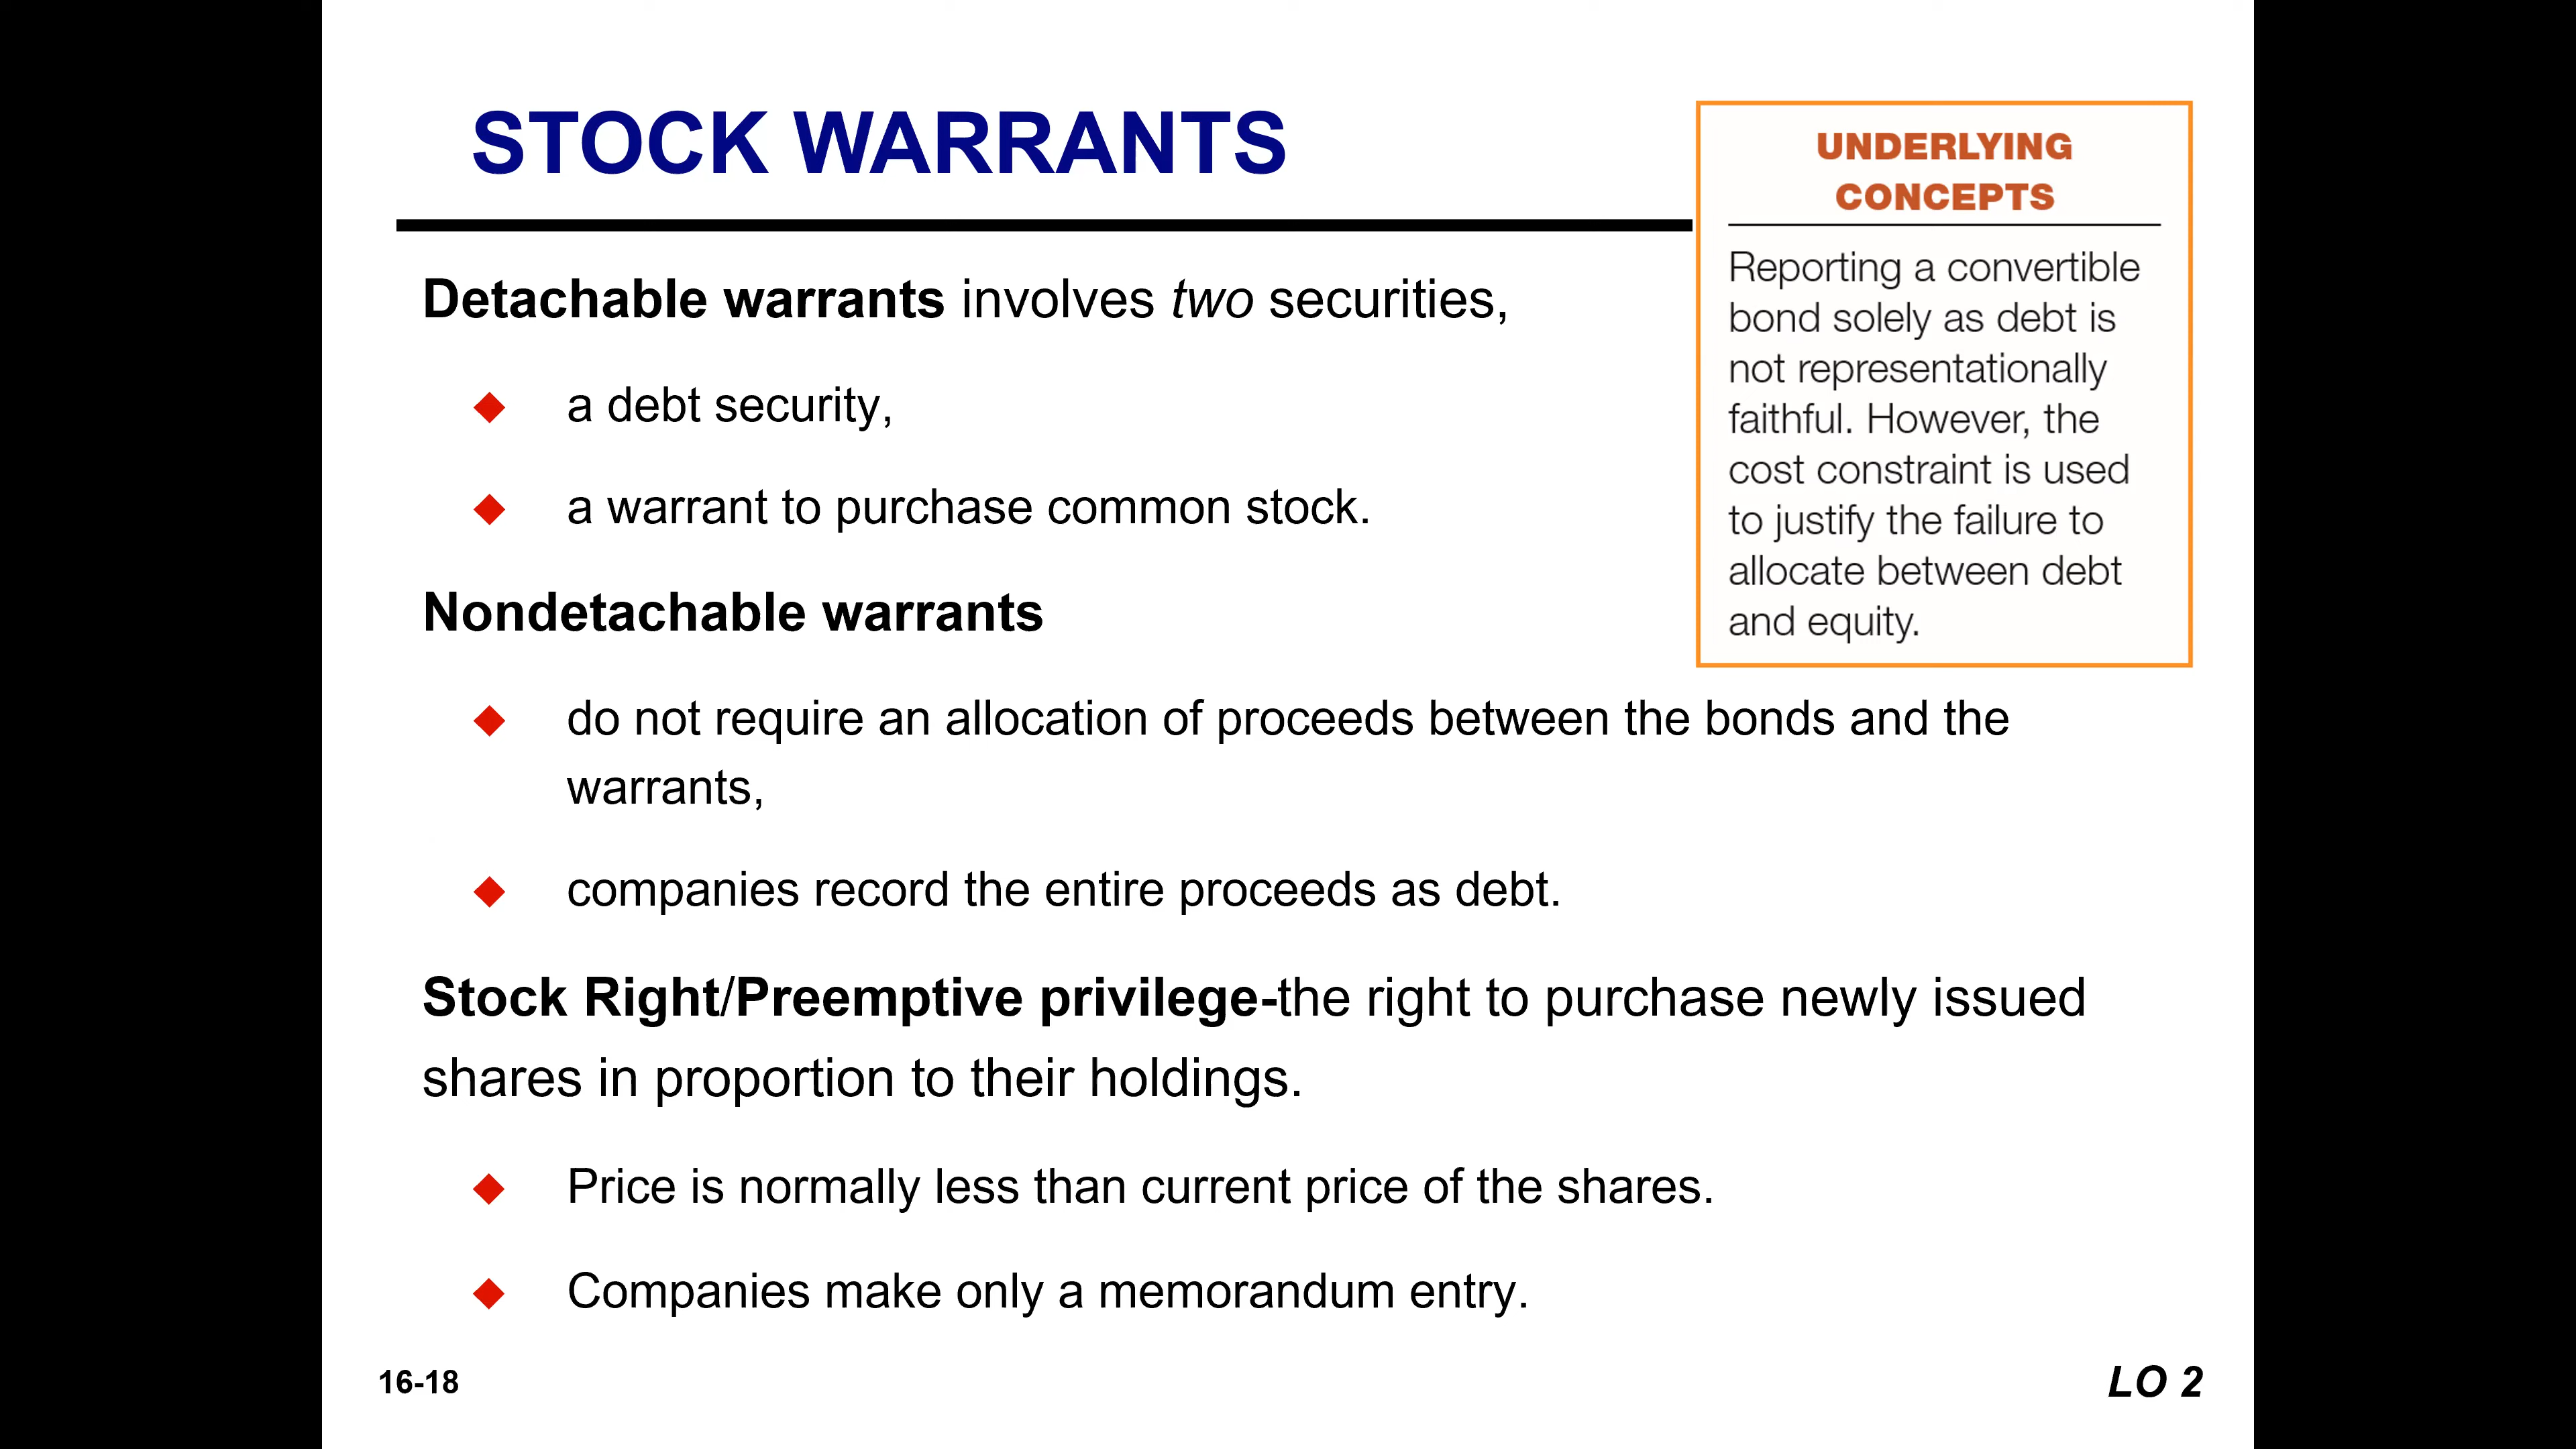 STOCK WARRANTS
UNDERLYING
CONCEPTS
Reporting a convertible
bond solely as debt is
not representationally
faithful. However, the
cost constraint is used
to justify the failure to
allocate between debt
and equity.
Detachable warrants involves two securities,
a debt security,
a warrant to purchase common stock.
Nondetachable warrants
do not require an allocation of proceeds between the bonds and the
warrants,
companies record the entire proceeds as debt.
Stock Right/Preemptive privilege-the right to purchase newly issued
shares in proportion to their holdings.
Price is normally less than current price of the shares.
Companies make only a memorandum entry.
16-18
LO 2